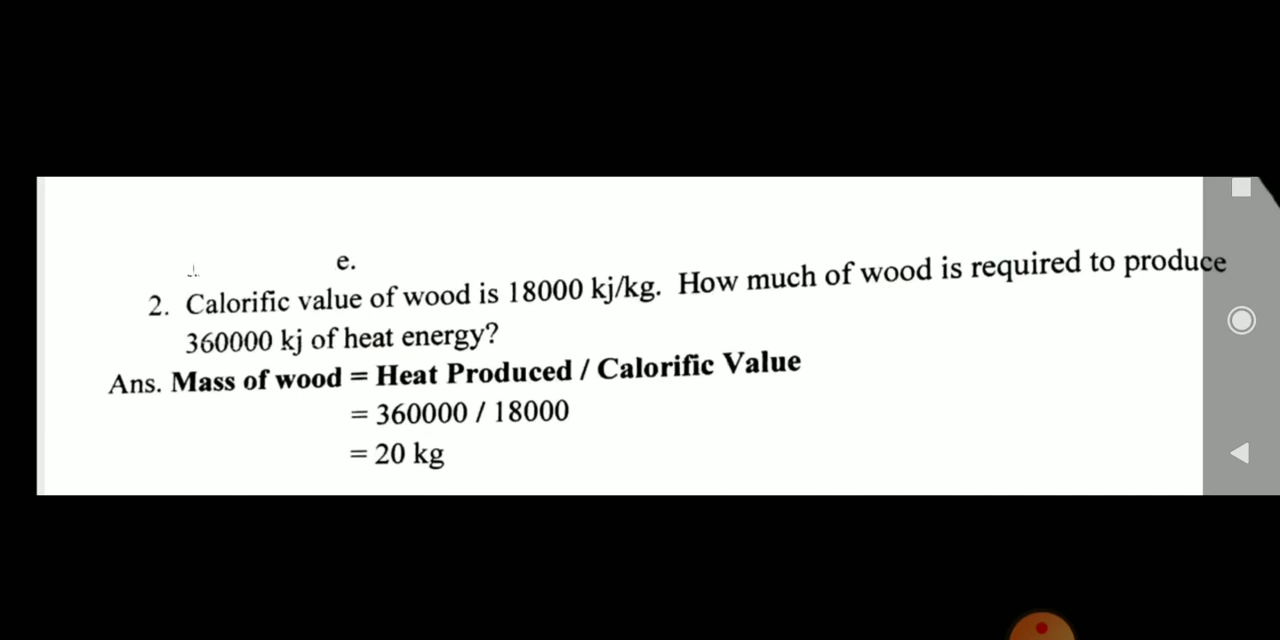 e.
2. Calorific value of wood is 18000 kj/kg. How much of wood is required to produce
360000 kj of heat energy?
Ans. Mass of wood = Heat Produced / Calorific Value
= 360000 / 18000
= 20 kg